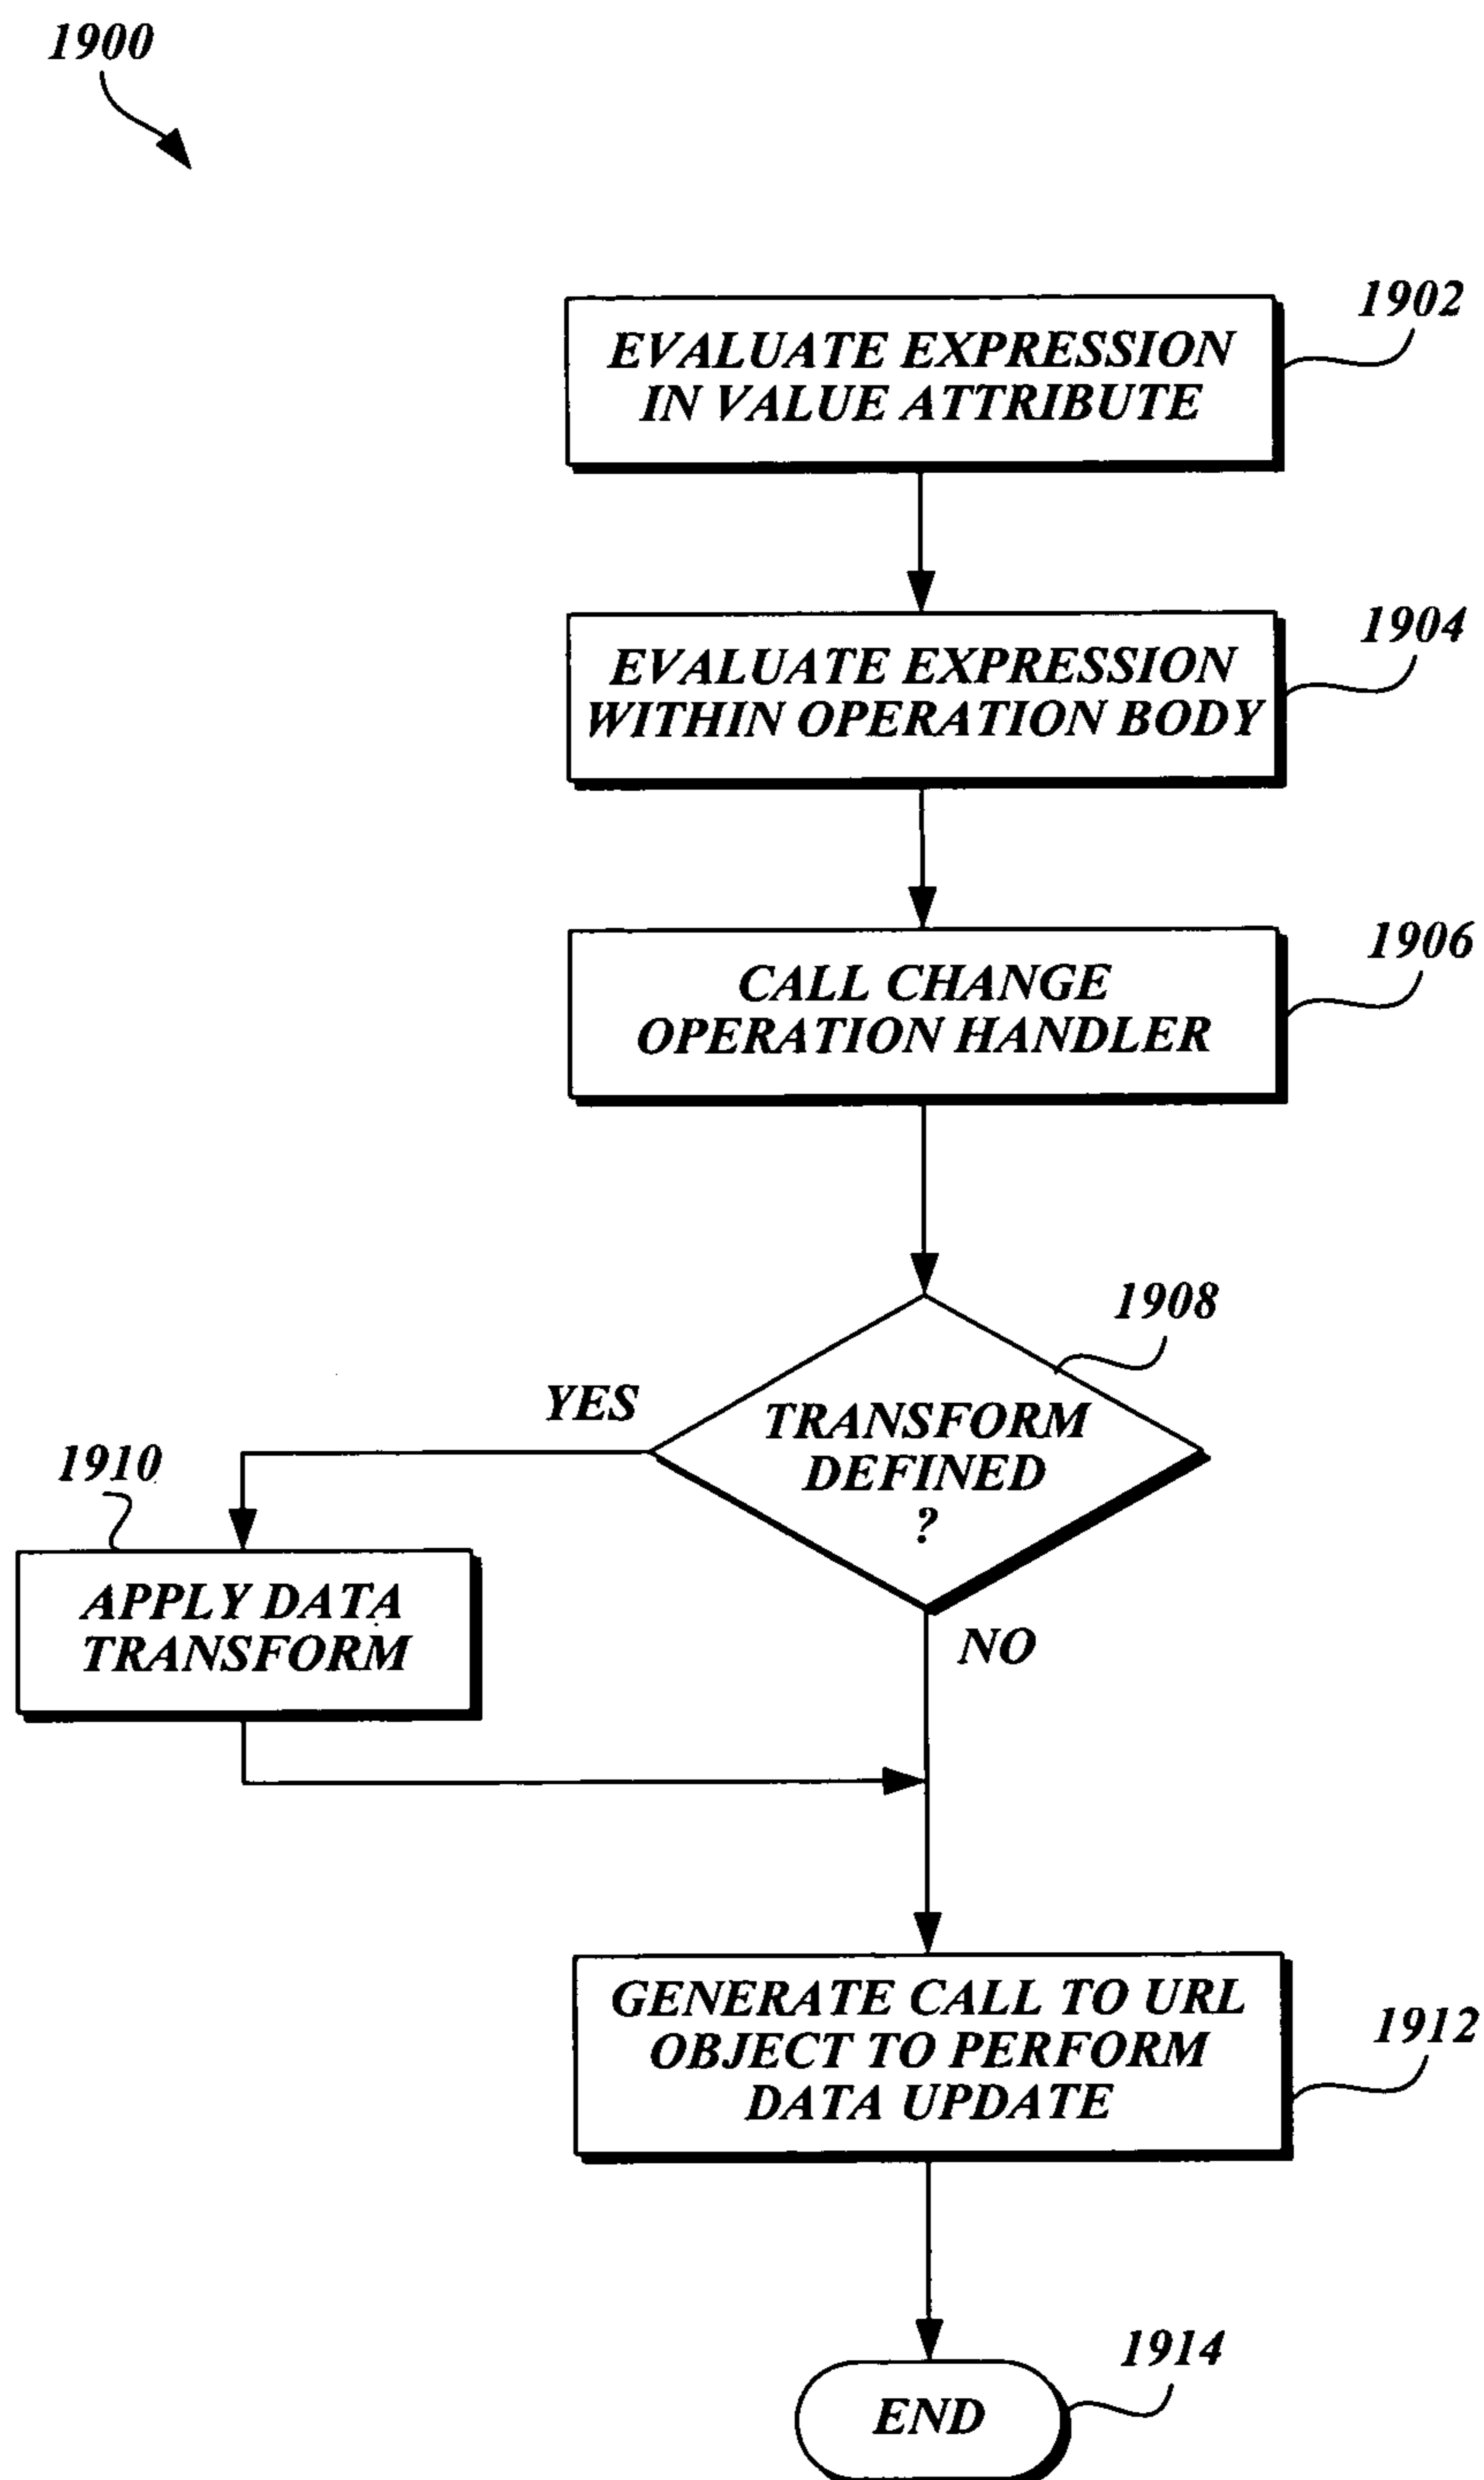 1900
1902
EVALUATE EXPRESSION
IN VALUE ATTRIBUTE
1904
EVALUATE EXPRESSION
WITHIN OPERATION BODY
1906
CALL CHANGE
OPERATION HANDLER
1908
TRANSFORM
DEFINED
?
YES
1910
APPLY DATA
TRANSFORM
NO
GENERATE CALL TO URL
OBJECT TO PERFORM
DATA UPDATE
1912
1914
END